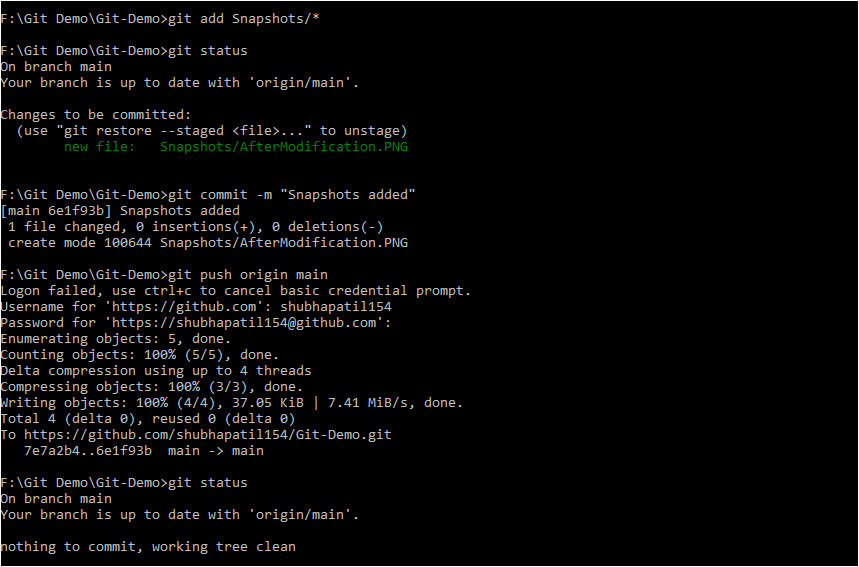 F:\Git Demo\Git-Demo>git add Snapshots/*
F:\Git Demo\Git-Demo>git status
On branch main
Your branch is up to date with 'origin/main'.
Changes to be committed:
  (use "git restore --staged <file>..." to unstage)
        new file:   Snapshots/AfterModification.PNG
F:\Git Demo\Git-Demo>git commit -m "Snapshots added"
[main 6e1f93b] Snapshots added
 1 file changed, 0 insertions(+), 0 deletions(-)
 create mode 100644 Snapshots/AfterModification.PNG
F:\Git Demo\Git-Demo>git push origin main
Logon failed, use ctrl+c to cancel basic credential prompt.
Username for 'https://github.com': shubhapatil154
Password for 'https://shubhapatil154@github.com':
Enumerating objects: 5, done.
Counting objects: 100% (5/5), done.
Delta compression using up to 4 threads
Compressing objects: 100% (3/3), done.
Writing objects: 100% (4/4), 37.05 KiB | 7.41 MiB/s, done.
Total 4 (delta 0), reused 0 (delta 0)
To https://github.com/shubhapatil154/Git-Demo.git
   7e7a2b4..6e1f93b  main -> main
F:\Git Demo\Git-Demo>git status
On branch main
Your branch is up to date with 'origin/main'.
nothing to commit, working tree clean